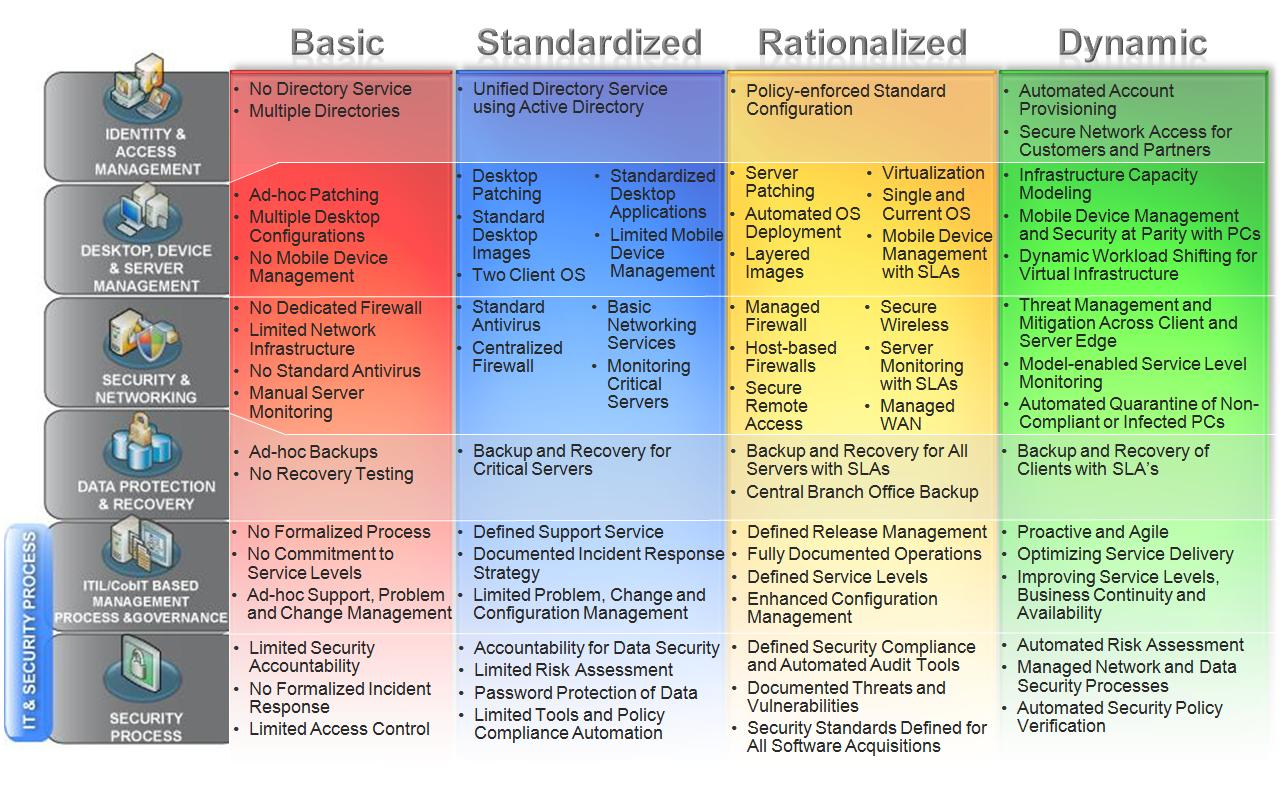 Basic
Standardized
Rationalized
Dynamic
IDENTITY &
ACCESS
MANAGEMENT
• No Directory Service
• Multiple Directories
• Unified Directory Service
using Active Directory
• Policy-enforced Standard
Configuration
• Automated Account
Provisioning
• Secure Network Access for
Customers and Partners
DESKTOP, DEVICE
& SERVER
MANAGEMENT
• Ad-hoc Patching
• Multiple Desktop
Configurations
• No Mobile Device
Management
• Desktop
Patching
• Standard
Desktop
Images
• Two Client OS
• Standardized
Desktop
Applications
• Limited Mobile
Device
Management
• Server
Patching
• Automated OS
Deployment
• Layered
Images
• Virtualization
• Single and
Current OS
• Mobile Device
Management
with SLAs
• Infrastructure Capacity
Modeling
• Mobile Device Management
and Security at Parity with PCs
• Dynamic Workload Shifting for
Virtual Infrastructure
SECURITY &
NETWORKING
• No Dedicated Firewall
• Limited Network
Infrastructure
• No Standard Antivirus
• Manual Server
Monitoring
• Standard
Antivirus
• Centralized
Firewall
• Basic
Networking
Services
• Monitoring
Critical
Servers
• Managed
Firewall
• Host-based
Firewalls
• Secure
Remote
Access
• Secure
Wireless
• Server
Monitoring
with SLAs
• Managed
WAN
• Threat Management and
Mitigation Across Client and
Server Edge
• Model-enabled Service Level
Monitoring
• Automated Quarantine of Non-
Compliant or Infected PCs
DATA PROTECTION
& RECOVERY
• Ad-hoc Backups
• No Recovery Testing
• Backup and Recovery for
Critical Servers
• Backup and Recovery for All
Servers with SLAs
• Central Branch Office Backup
• Backup and Recovery of
Clients with SLA's
IT & SECURITY PROCESS
ITIL/CobIT BASED
MANAGEMENT
PROCESS &GOVERNANCE
• No Formalized Process
• No Commitment to
Service Levels
• Ad-hoc Support, Problem
and Change Management
• Defined Support Service
• Documented Incident Response
Strategy
• Limited Problem, Change and
Configuration Management
• Defined Release Management
• Fully Documented Operations
• Defined Service Levels
• Enhanced Configuration
Management
• Proactive and Agile
• Optimizing Service Delivery
• Improving Service Levels,
Business Continuity and
Availability
SECURITY
PROCESS
• Limited Security
Accountability
• No Formalized Incident
Response
• Limited Access Control
• Accountability for Data Security
• Limited Risk Assessment
• Password Protection of Data
• Limited Tools and Policy
Compliance Automation
• Defined Security Compliance
and Automated Audit Tools
• Documented Threats and
Vulnerabilities
• Security Standards Defined for
All Software Acquisitions
• Automated Risk Assessment
• Managed Network and Data
Security Processes
• Automated Security Policy
Verification